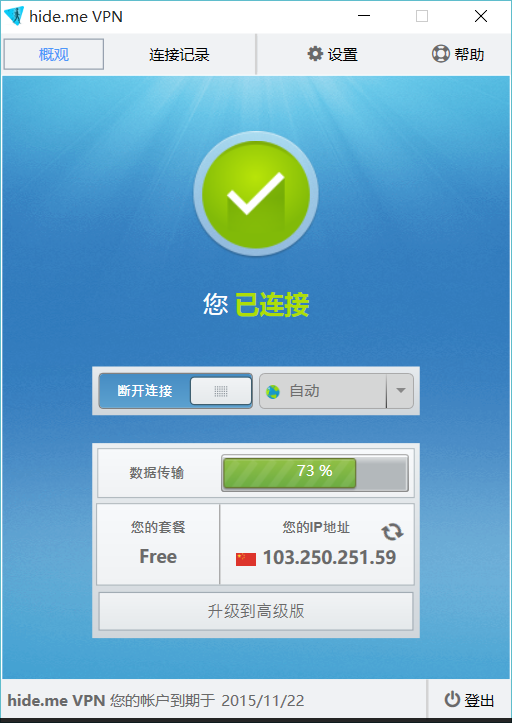 hide.me VPN
概观 连接记录 设置 帮助
您 已连接
断开连接 自动
数据传输 73 %
您的套餐 您的IP地址
Free 103.250.251.59
升级到高级版
hide.me VPN 您的帐户到期于 2015/11/22 登出